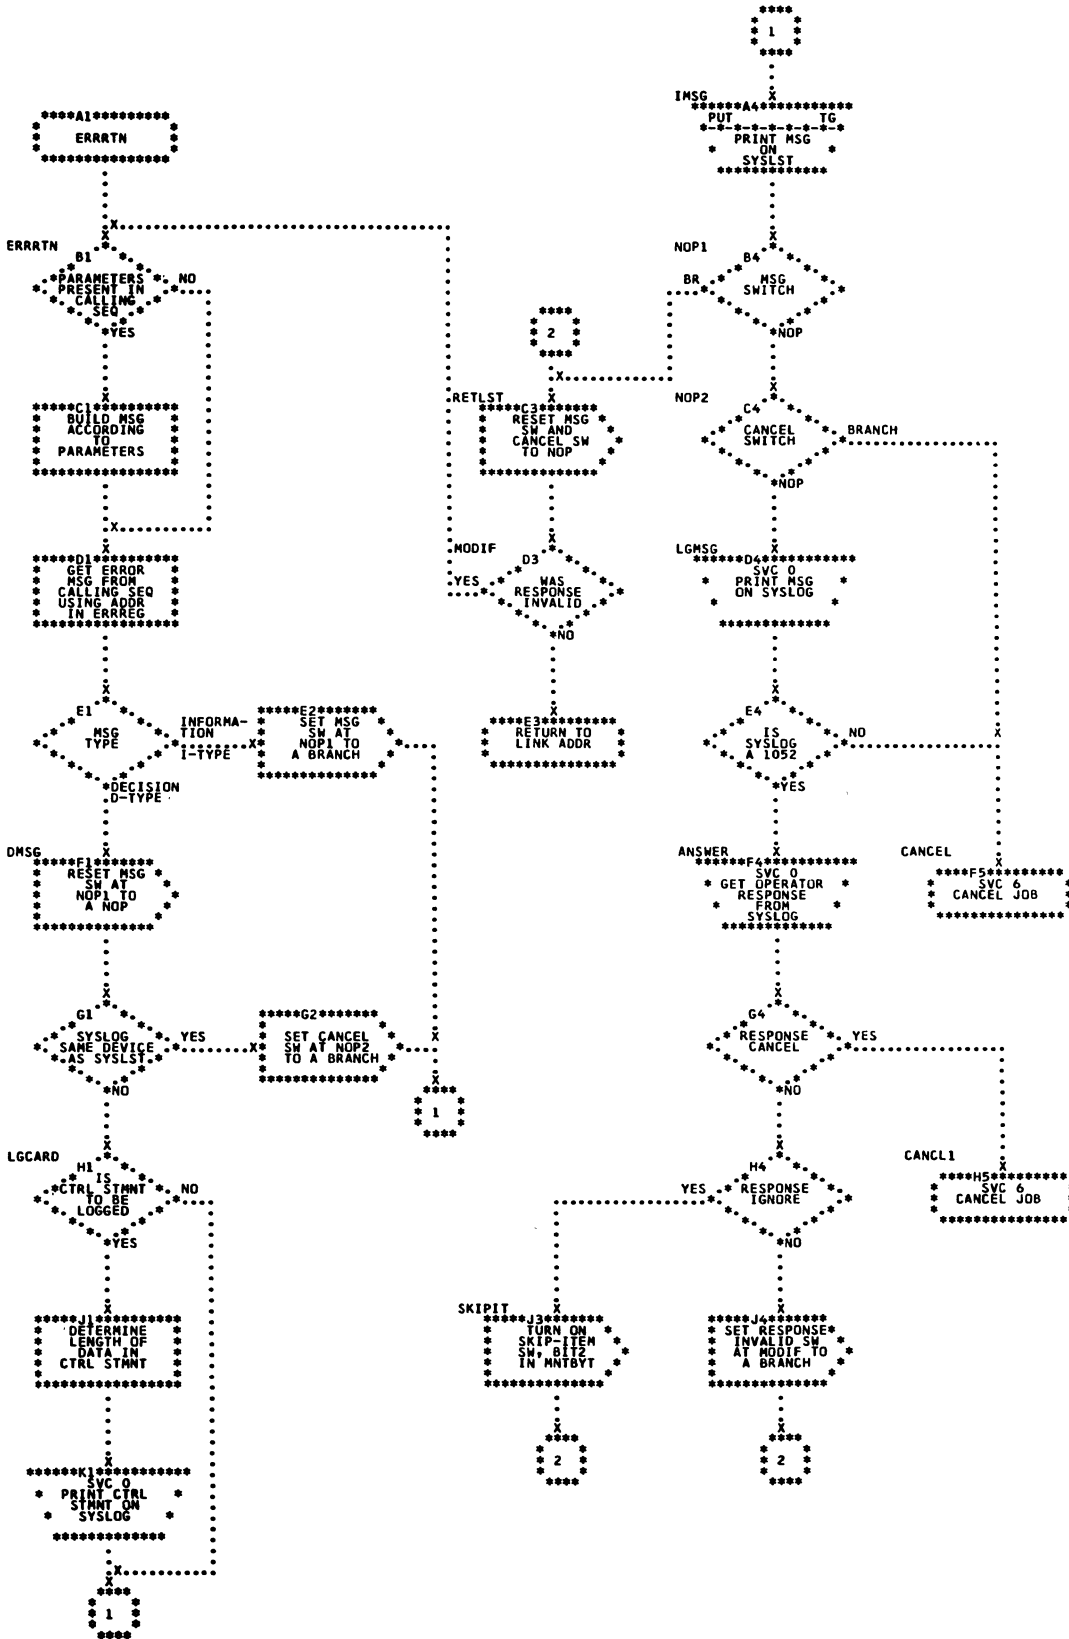 1
IMSG
A4
PUT TG
PRINT MSG
ON
SYSLST
A1
ERRRTN
ERRRTN
B1
PARAMETERS
PRESENT IN
CALLING
SEQ
NO
YES
NOP1
B4
MSG
SWITCH
BR
NOP
2
C1
BUILD MSG
ACCORDING
TO
PARAMETERS
RETLST
C3
RESET MSG
SW AND
CANCEL SW
TO NOP
NOP2
C4
CANCEL
SWITCH
BRANCH
NOP
D1
GET ERROR
MSG FROM
CALLING SEQ
USING ADDR
IN ERRREG
MODIF
D3
WAS
RESPONSE
INVALID
YES
NO
LGMSG
D4
SVC 0
PRINT MSG
ON SYSLOG
E1
MSG
TYPE
INFORMA-
TION
I-TYPE
DECISION
D-TYPE
E2
SET MSG
SW AT
NOP1 TO
A BRANCH
E3
RETURN TO
LINK ADDR
E4
IS
SYSLOG
A 1052
NO
YES
DMSG
F1
RESET MSG
SW AT
NOP1 TO
A NOP
ANSWER
F4
SVC 0
GET OPERATOR
RESPONSE
FROM
SYSLOG
CANCEL
F5
SVC 6
CANCEL JOB
G1
SYSLOG
SAME DEVICE
AS SYSLST
YES
NO
G2
SET CANCEL
SW AT NOP2
TO A BRANCH
1
G4
RESPONSE
CANCEL
YES
NO
LGCARD
H1
IS
CTRL STMNT
TO BE
LOGGED
NO
YES
H4
RESPONSE
IGNORE
YES
NO
CANCL1
H5
SVC 6
CANCEL JOB
J1
DETERMINE
LENGTH OF
DATA IN
CTRL STMNT
SKIPIT
J3
TURN ON
SKIP-ITEM
SW, BIT2
IN MNTBYT
J4
SET RESPONSE
INVALID SW
AT MODIF TO
A BRANCH
2
2
K1
SVC 0
PRINT CTRL
STMNT ON
SYSLOG
1